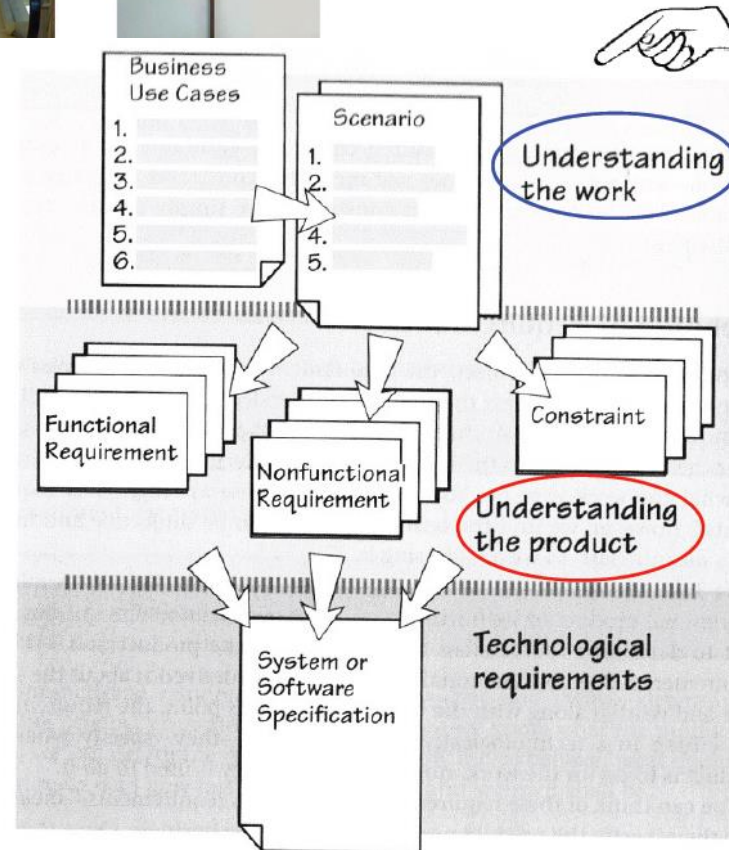 Business
Use Cases
1.
2.
3.
4.
5.
6.
Scenario
1.
2.
4.
5.
Understanding
the work
Functional
Requirement
Nonfunctional
Requirement
Constraint
Understanding
the product
System or
Software
Specification
Technological
requirements